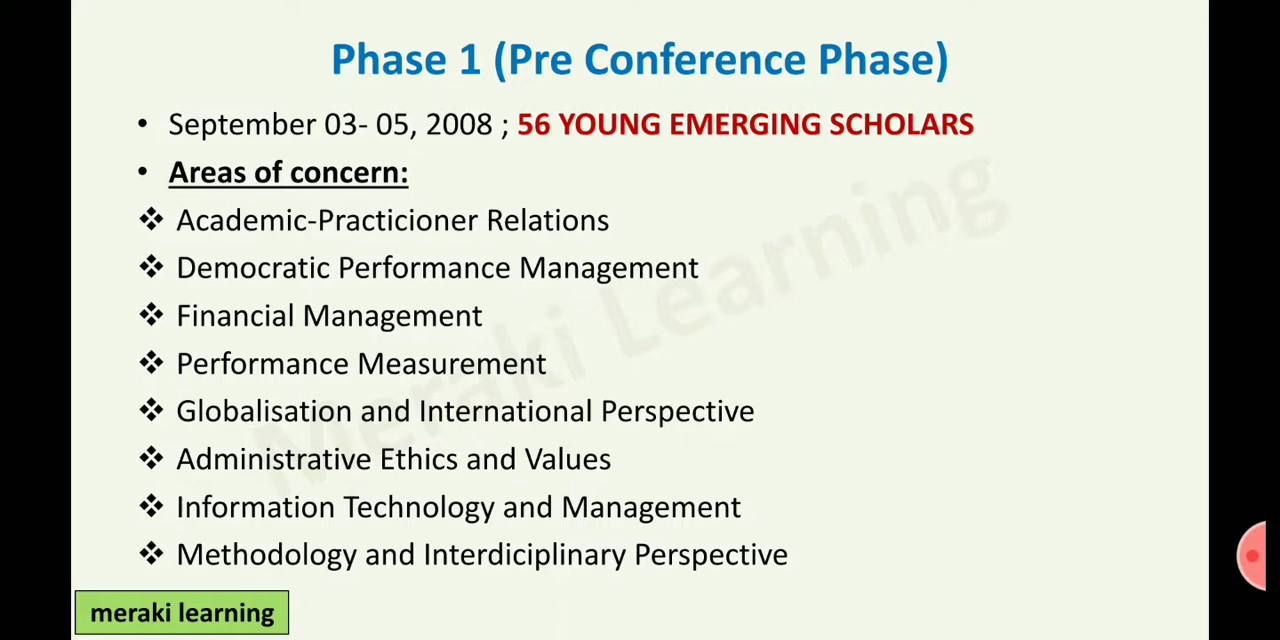 Phase 1 (Pre Conference Phase)
• September 03- 05, 2008 ; 56 YOUNG EMERGING SCHOLARS
• Areas of concern:
❖ Academic-Practicioner Relations
❖ Democratic Performance Management
❖ Financial Management
❖ Performance Measurement
❖ Globalisation and International Perspective
❖ Administrative Ethics and Values
❖ Information Technology and Management
❖ Methodology and Interdiciplinary Perspective
Meraki Learning
meraki learning